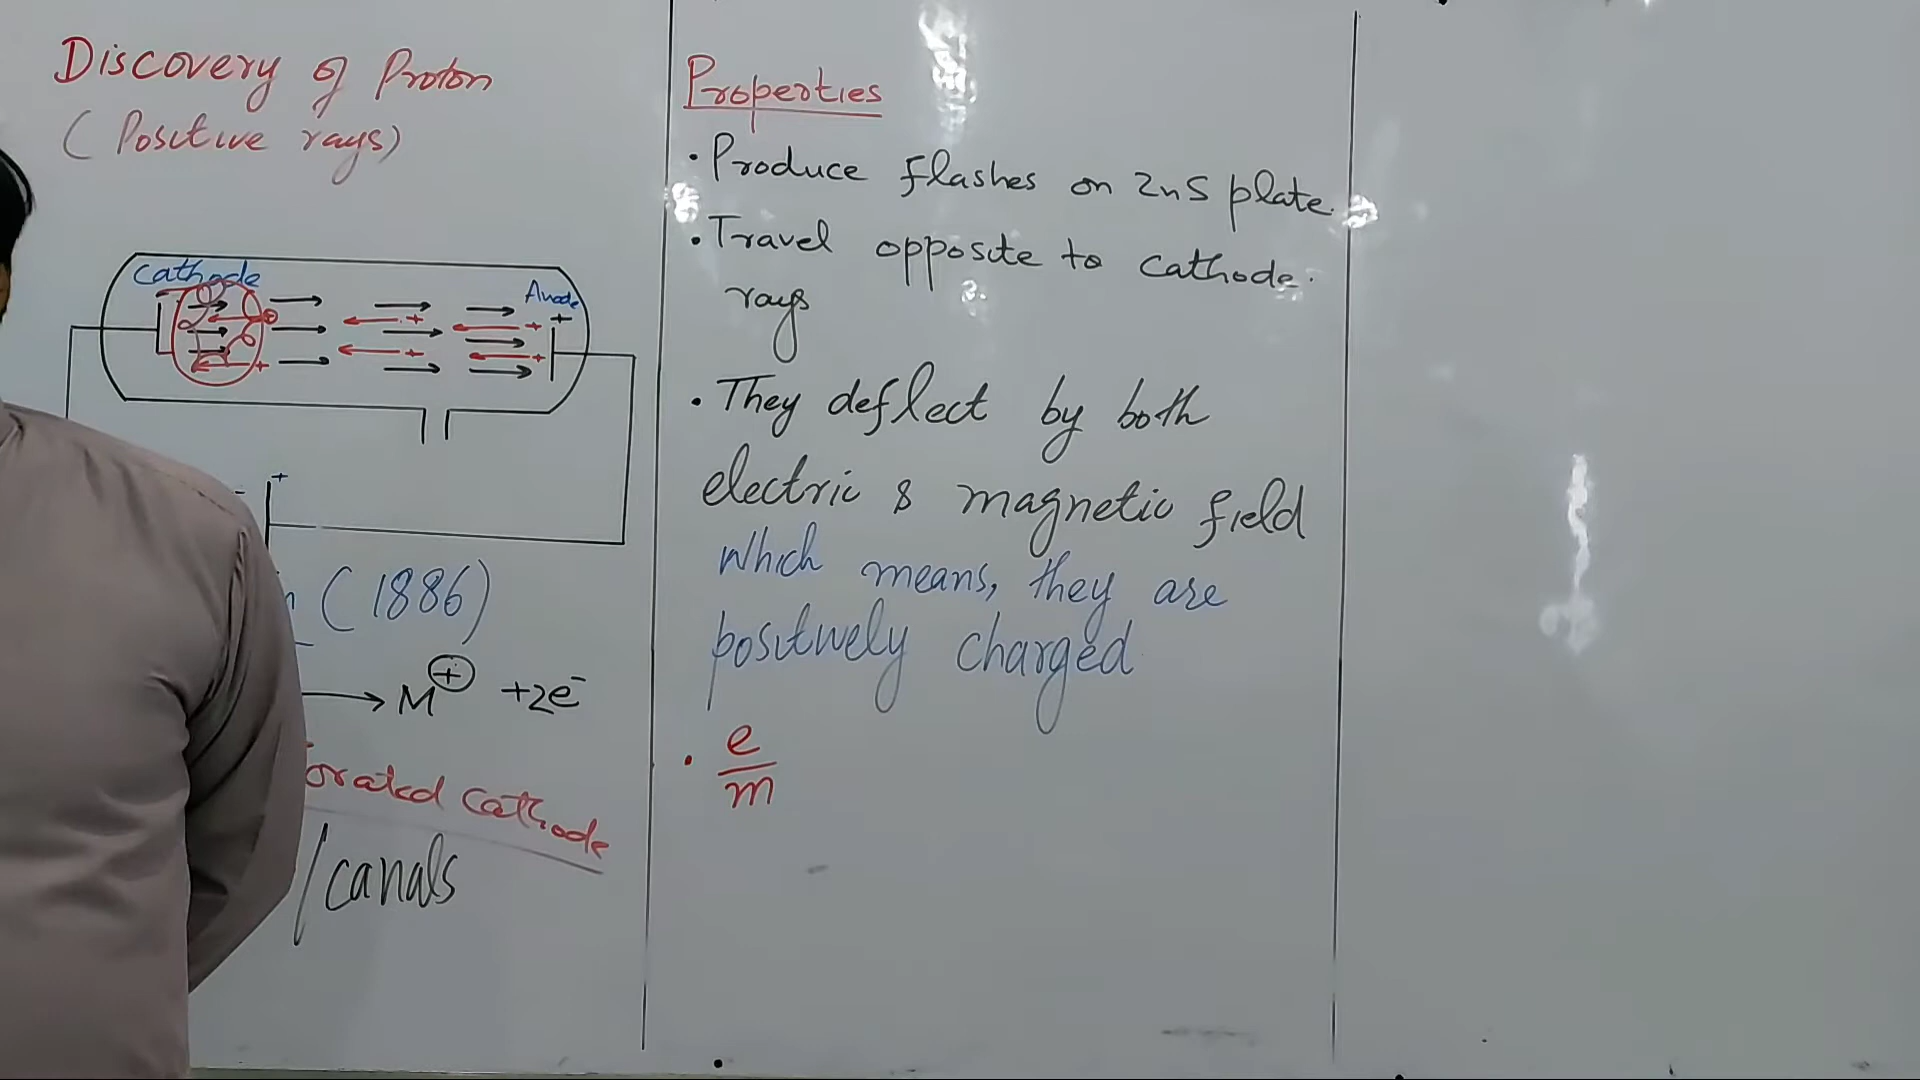 Discovery of Proton
(Positive rays)
Cathode
Anode
+
+
(1886)
→ M⊕ +2e⁻
orated Cathode
/canals
Properties
• Produce flashes on ZnS plate.
• Travel opposite to cathode.
rays
• They deflect by both
electric & magnetic field
which means, they are
positively charged
• e
m